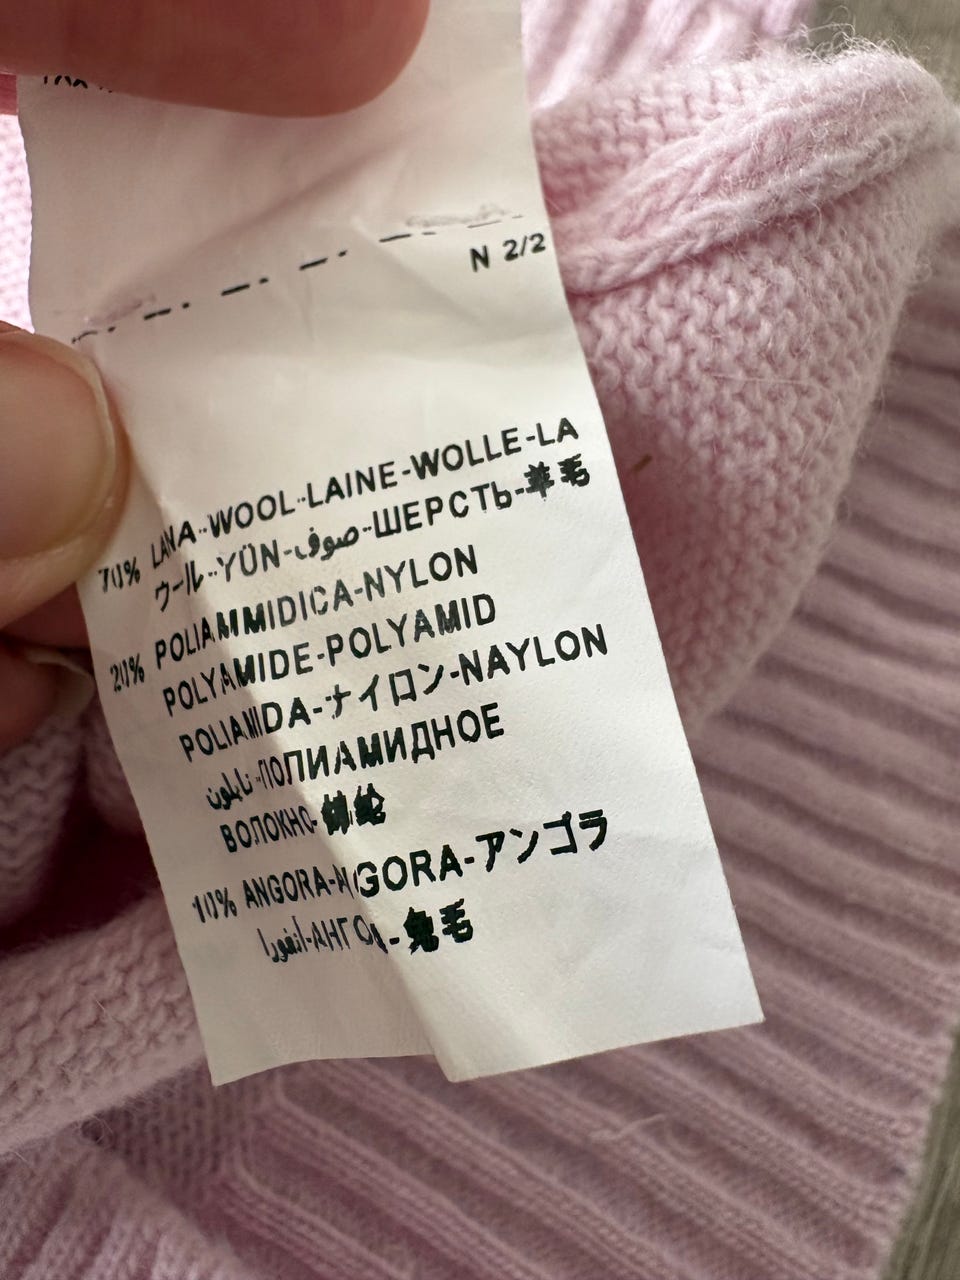 N 2/2
70% LANA-WOOL-LAINE-WOLLE-LA
ウール-YÜN-صوف-ШЕРСТЬ-羊毛
20% POLIAMMIDICA-NYLON
POLYAMIDE-POLYAMID
POLIAMIDA-ナイロン-NAYLON
نايلون-ПОЛИАМИДНОЕ
ВОЛОКНО-锦纶
10% ANGORA-ANGORA-アンゴラ
أنغورا-АНГОРА-兔毛